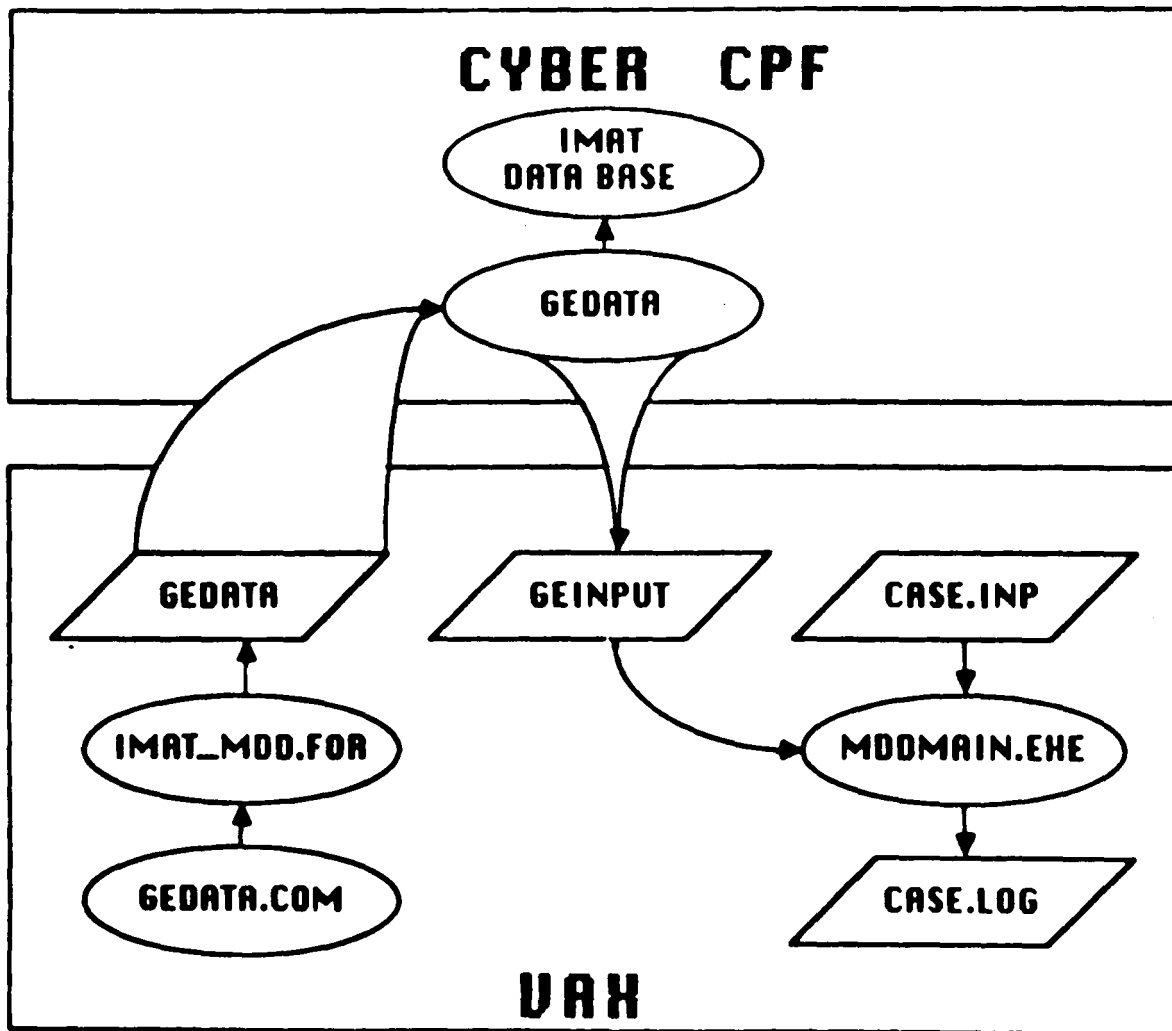 CYBER CPF
IMAT
DATA BASE
GEDATA
GEDATA
GEINPUT
CASE.INP
IMAT_MDD.FOR
MDDMAIN.EXE
GEDATA.COM
CASE.LOG
VAX